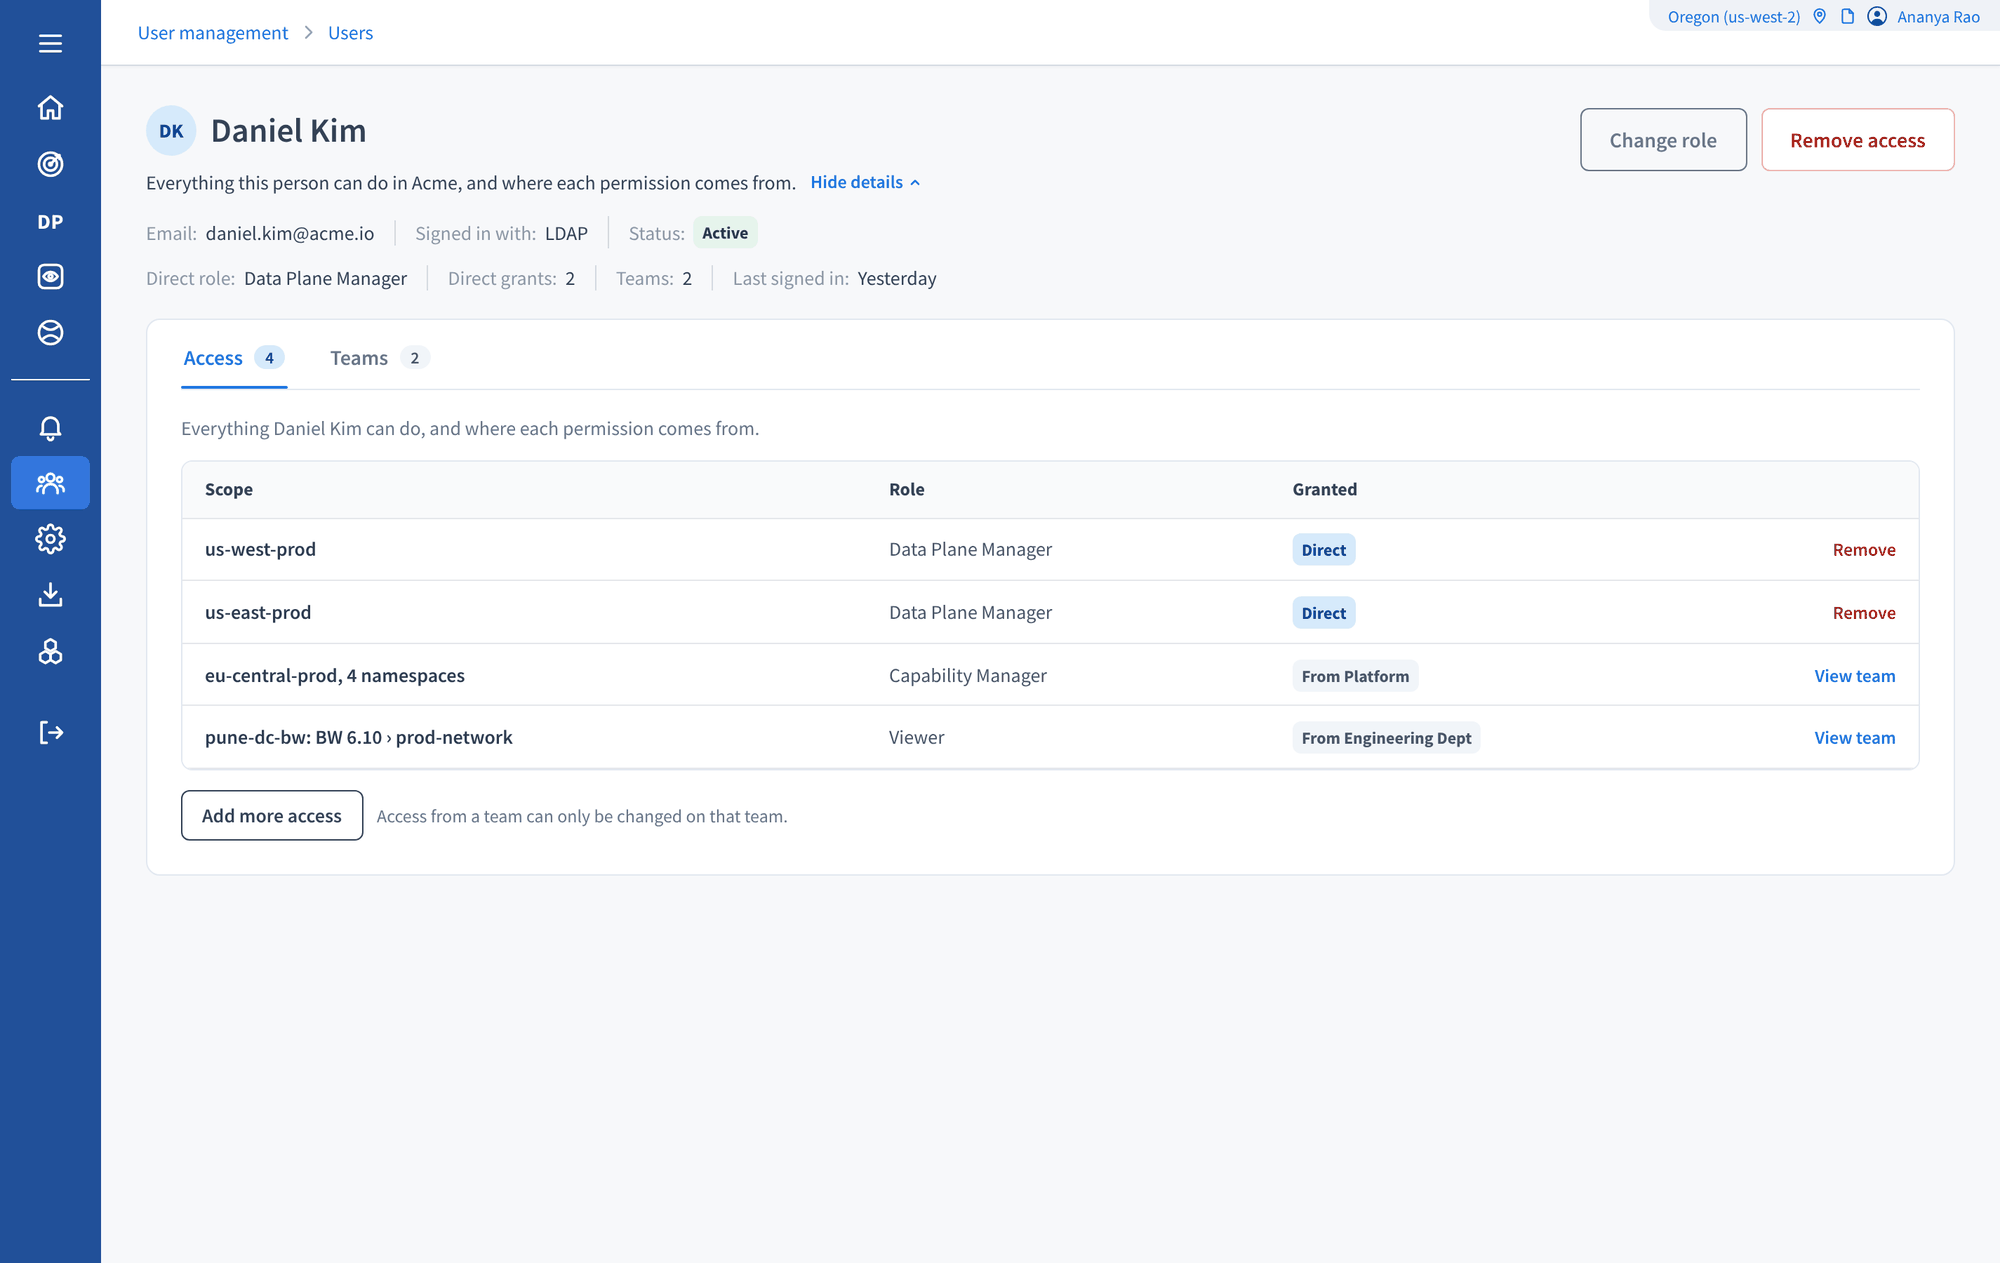 Oregon (us-west-2) Ananya Rao
User management > Users
DK Daniel Kim
Change role Remove access
Everything this person can do in Acme, and where each permission comes from. Hide details
Email: daniel.kim@acme.io Signed in with: LDAP Status: Active
Direct role: Data Plane Manager Direct grants: 2 Teams: 2 Last signed in: Yesterday
DP
Access 4 Teams 2
Everything Daniel Kim can do, and where each permission comes from.
Scope Role Granted
us-west-prod Data Plane Manager Direct Remove
us-east-prod Data Plane Manager Direct Remove
eu-central-prod, 4 namespaces Capability Manager From Platform View team
pune-dc-bw: BW 6.10 › prod-network Viewer From Engineering Dept View team
Add more access Access from a team can only be changed on that team.